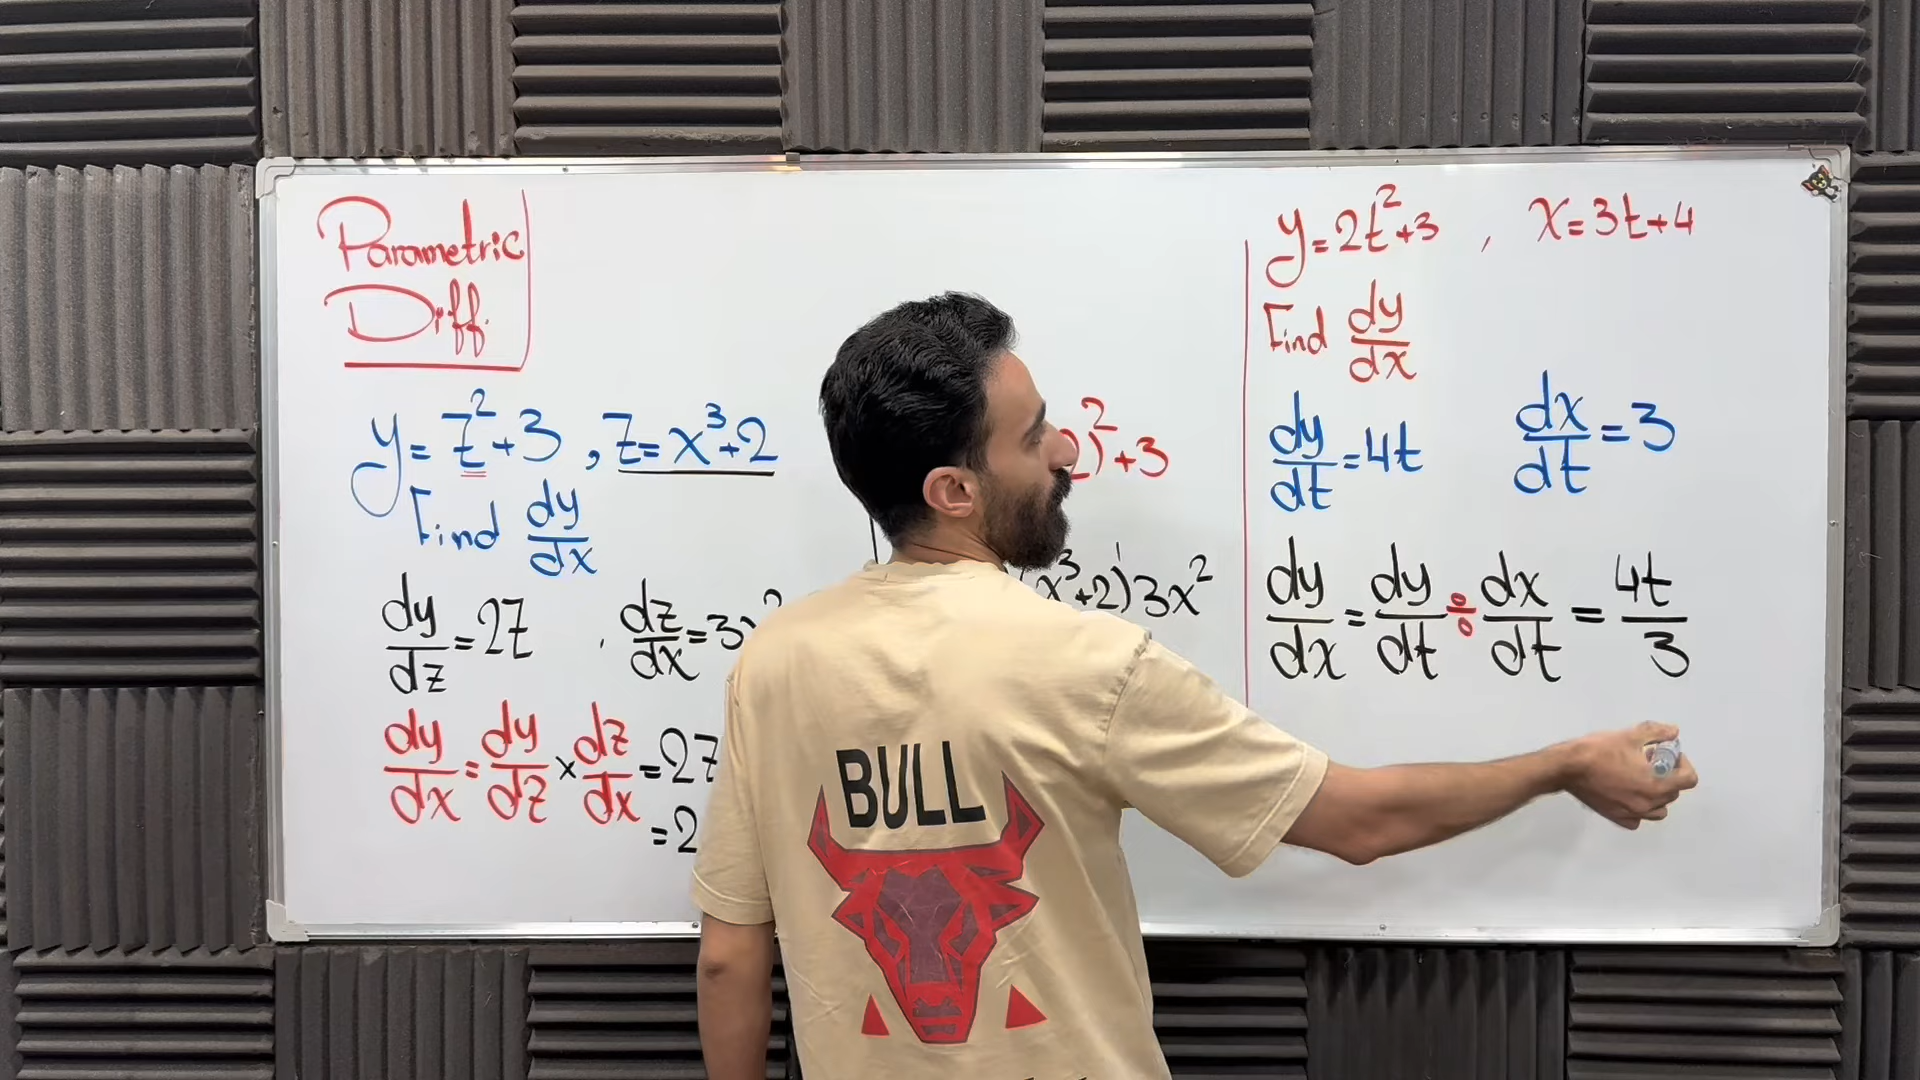 Parametric
Diff.
y = z² + 3 , z = x³ + 2
Find dy/dx
dy/dz = 2z , dz/dx = 3x²
dy/dx = dy/dz × dz/dx = 2z
= 2
2)² + 3
x³ + 2)¹ 3x²
y = 2t² + 3 , x = 3t + 4
Find dy/dx
dy/dt = 4t dx/dt = 3
dy/dx = dy/dt ÷ dx/dt = 4t/3
BULL